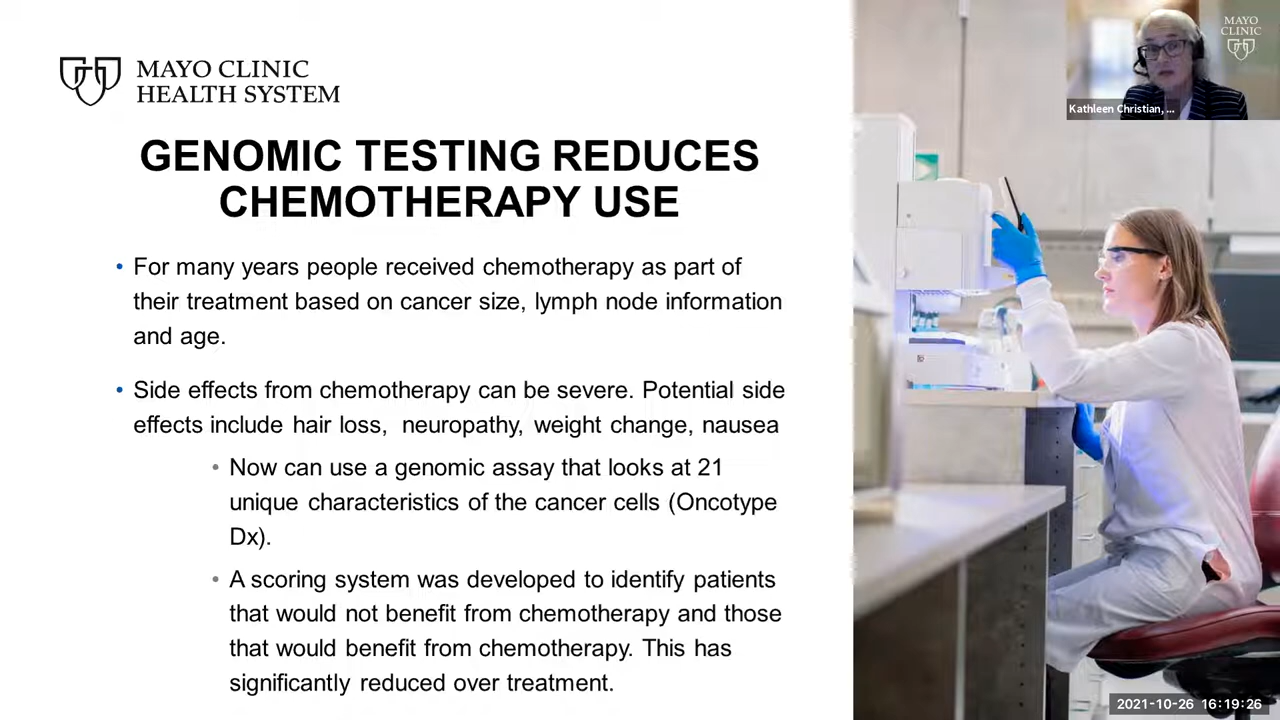 MAYO CLINIC
HEALTH SYSTEM
GENOMIC TESTING REDUCES
CHEMOTHERAPY USE
• For many years people received chemotherapy as part of
their treatment based on cancer size, lymph node information
and age.
• Side effects from chemotherapy can be severe. Potential side
effects include hair loss, neuropathy, weight change, nausea
• Now can use a genomic assay that looks at 21
unique characteristics of the cancer cells (Oncotype
Dx).
• A scoring system was developed to identify patients
that would not benefit from chemotherapy and those
that would benefit from chemotherapy. This has
significantly reduced over treatment.
MAYO
CLINIC
Kathleen Christian, ...
2021-10-26 16:19:26